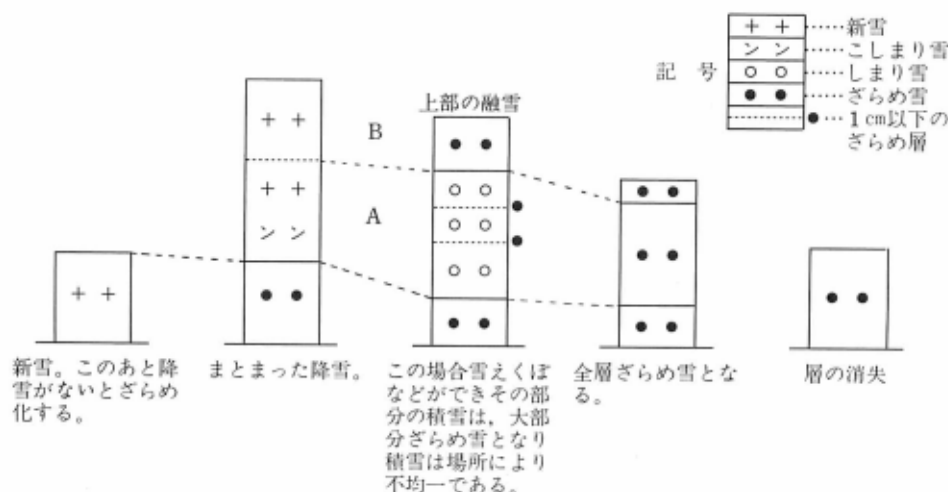 記号
……新雪
……こしまり雪
……しまり雪
……ざらめ雪
…1cm以下の
ざらめ層
B
A
上部の融雪
新雪。このあと降
雪がないとざらめ
化する。
まとまった降雪。
この場合雪えくぼ
などができその部
分の積雪は，大部
分ざらめ雪となり
積雪は場所により
不均一である。
全層ざらめ雪とな
る。
層の消失